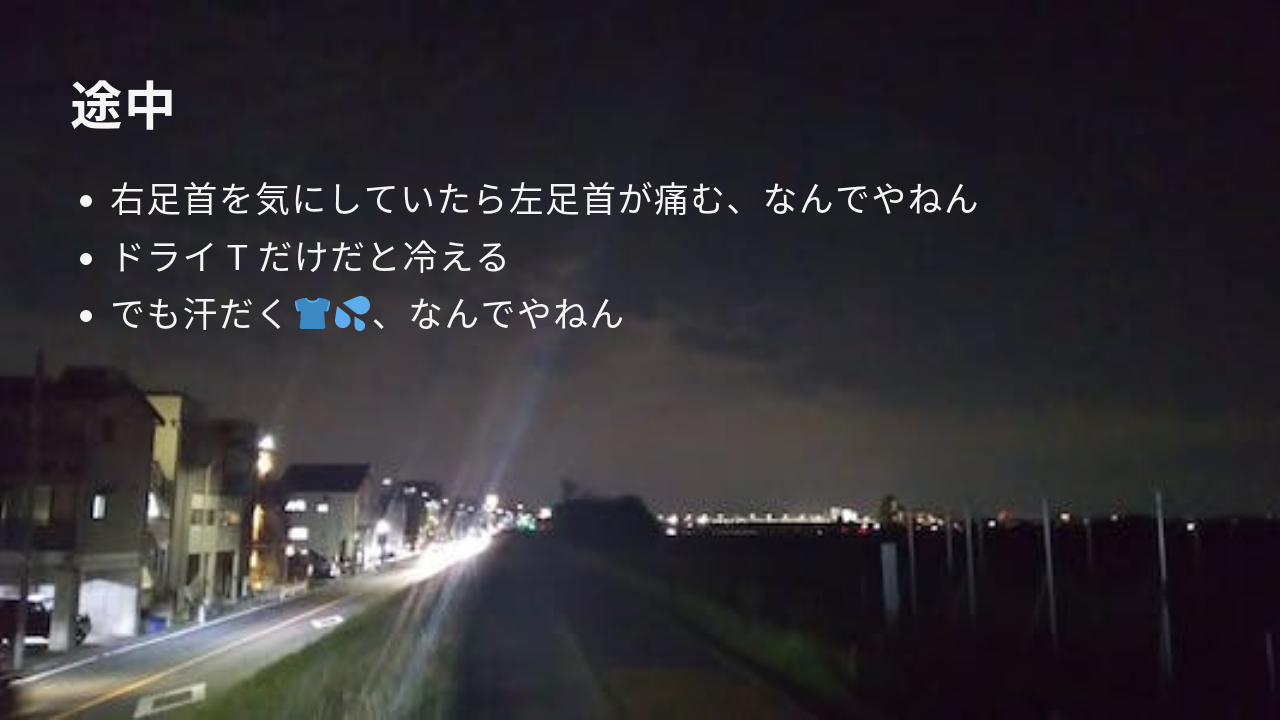 途中
• 右足首を気にしていたら左足首が痛む、なんでやねん
• ドライTだけだと冷える
• でも汗だく👕💦、なんでやねん